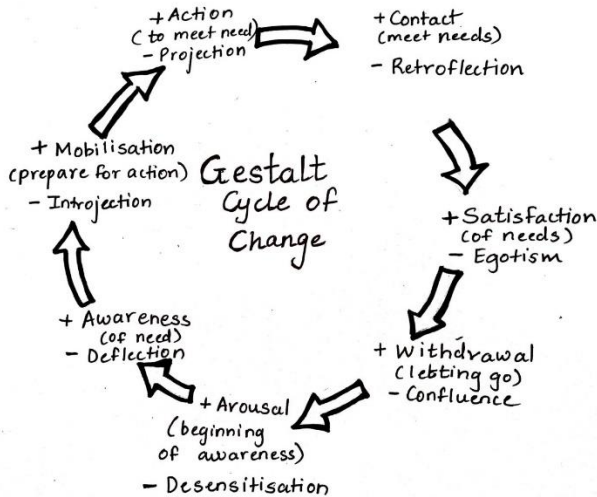 Gestalt
Cycle of
Change
+ Action
(to meet need)
- Projection
+ Contact
(meet needs)
- Retroflection
+ Satisfaction
(of needs)
- Egotism
+ Withdrawal
(letting go)
- Confluence
+ Arousal
(beginning
of awareness)
- Desensitisation
+ Awareness
(of need)
- Deflection
+ Mobilisation
(prepare for action)
- Introjection